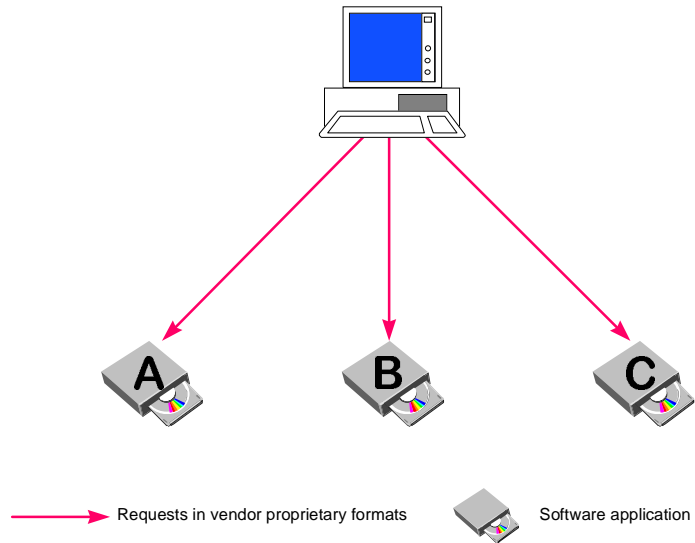 A
B
C
Requests in vendor proprietary formats
Software application